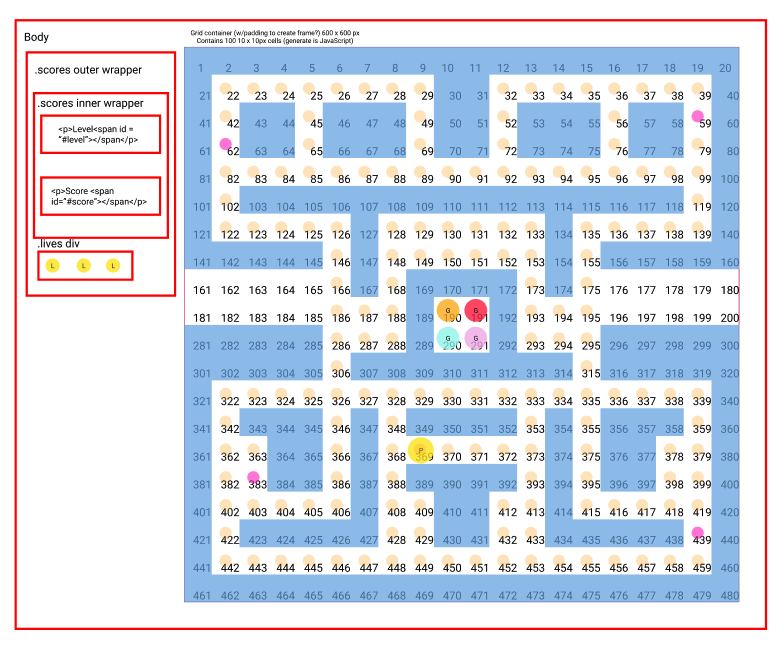 Body
.scores outer wrapper
.scores inner wrapper
<p>Level<span id =
"#level"></span</p>
<p>Score <span
id="#score"></span</p>
.lives div
L L L
Grid container (w/padding to create frame?) 600 x 600 px
Contains 100 10 x 10px cells (generate is JavaScript)
1 2 3 4 5 6 7 8 9 10 11 12 13 14 15 16 17 18 19 20
21 22 23 24 25 26 27 28 29 30 31 32 33 34 35 36 37 38 39 40
41 42 43 44 45 46 47 48 49 50 51 52 53 54 55 56 57 58 59 60
61 62 63 64 65 66 67 68 69 70 71 72 73 74 75 76 77 78 79 80
81 82 83 84 85 86 87 88 89 90 91 92 93 94 95 96 97 98 99 100
101 102 103 104 105 106 107 108 109 110 111 112 113 114 115 116 117 118 119 120
121 122 123 124 125 126 127 128 129 130 131 132 133 134 135 136 137 138 139 140
141 142 143 144 145 146 147 148 149 150 151 152 153 154 155 156 157 158 159 160
161 162 163 164 165 166 167 168 169 170 171 172 173 174 175 176 177 178 179 180
G G
181 182 183 184 185 186 187 188 189 190 191 192 193 194 195 196 197 198 199 200
G G
281 282 283 284 285 286 287 288 289 290 291 292 293 294 295 296 297 298 299 300
301 302 303 304 305 306 307 308 309 310 311 312 313 314 315 316 317 318 319 320
321 322 323 324 325 326 327 328 329 330 331 332 333 334 335 336 337 338 339 340
341 342 343 344 345 346 347 348 349 350 351 352 353 354 355 356 357 358 359 360
P
361 362 363 364 365 366 367 368 369 370 371 372 373 374 375 376 377 378 379 380
381 382 383 384 385 386 387 388 389 390 391 392 393 394 395 396 397 398 399 400
401 402 403 404 405 406 407 408 409 410 411 412 413 414 415 416 417 418 419 420
421 422 423 424 425 426 427 428 429 430 431 432 433 434 435 436 437 438 439 440
441 442 443 444 445 446 447 448 449 450 451 452 453 454 455 456 457 458 459 460
461 462 463 464 465 466 467 468 469 470 471 472 473 474 475 476 477 478 479 480